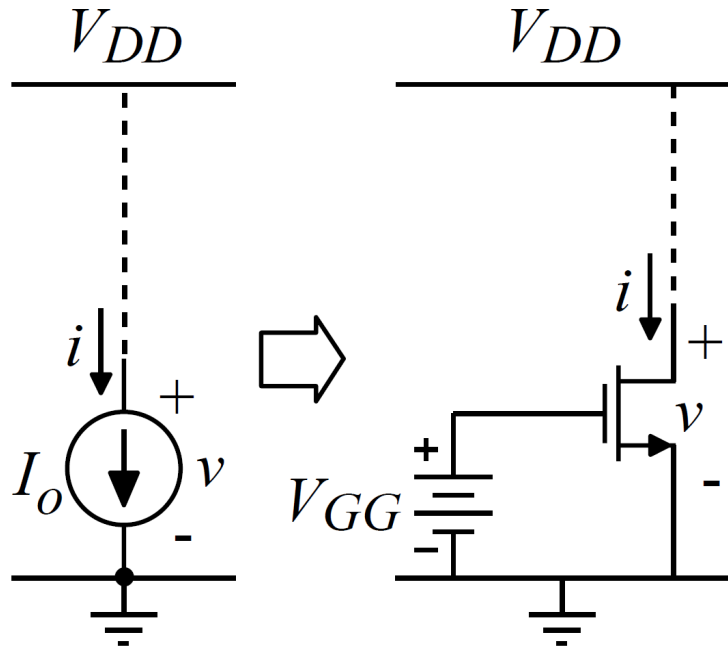 V_DD
i
+
I_o
v
-
V_DD
i
+
v
-
+
V_GG
-